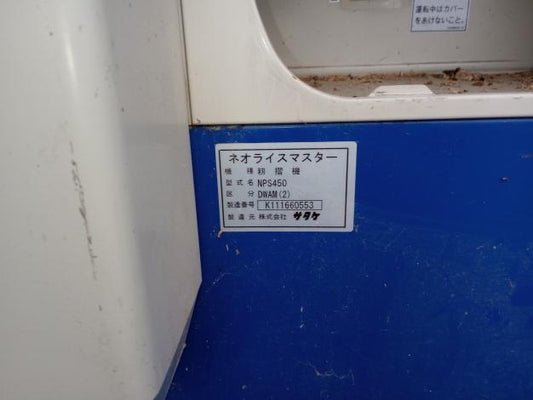 運転中はカバー
をあけないこと。
ネオライスマスター
機種 籾摺機
型式名 NPS450
区分 DWAM(2)
製造番号 K111660553
製造元 株式会社 サタケ